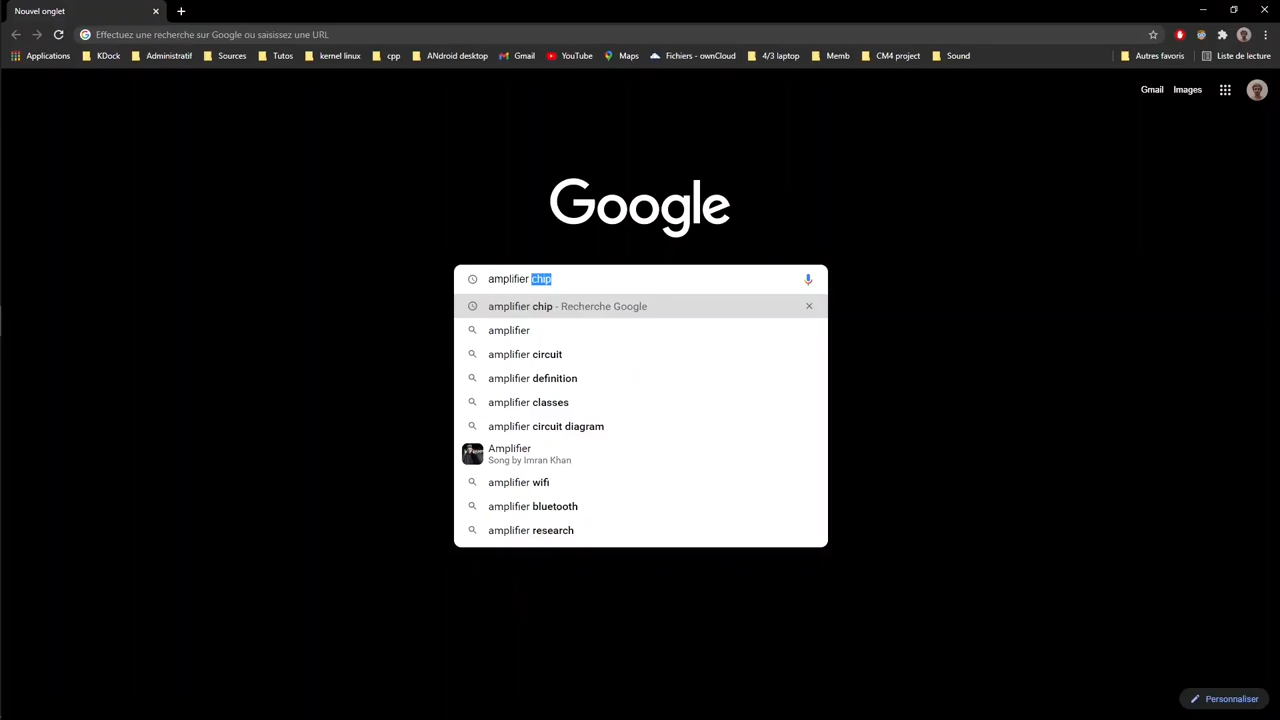 Nouvel onglet
Effectuez une recherche sur Google ou saisissez une URL
Applications KDock Administratif Sources Tutos kernel linux cpp ANdroid desktop Gmail YouTube Maps Fichiers - ownCloud 4/3 laptop Memb CM4 project Sound Autres favoris Liste de lecture
Gmail Images
Google
amplifier chip
amplifier chip - Recherche Google
amplifier
amplifier circuit
amplifier definition
amplifier classes
amplifier circuit diagram
Amplifier
Song by Imran Khan
amplifier wifi
amplifier bluetooth
amplifier research
Personnaliser